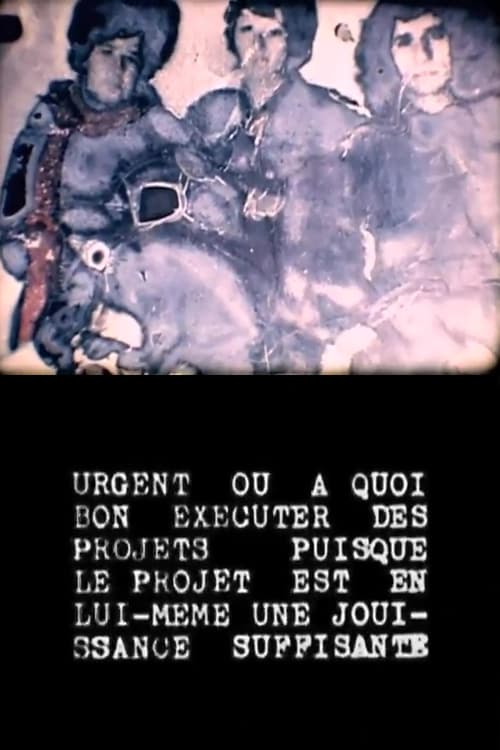 URGENT OU A QUOI
BON EXECUTER DES
PROJETS PUISQUE
LE PROJET EST EN
LUI-MEME UNE JOUI-
SSANCE SUFFISANTE